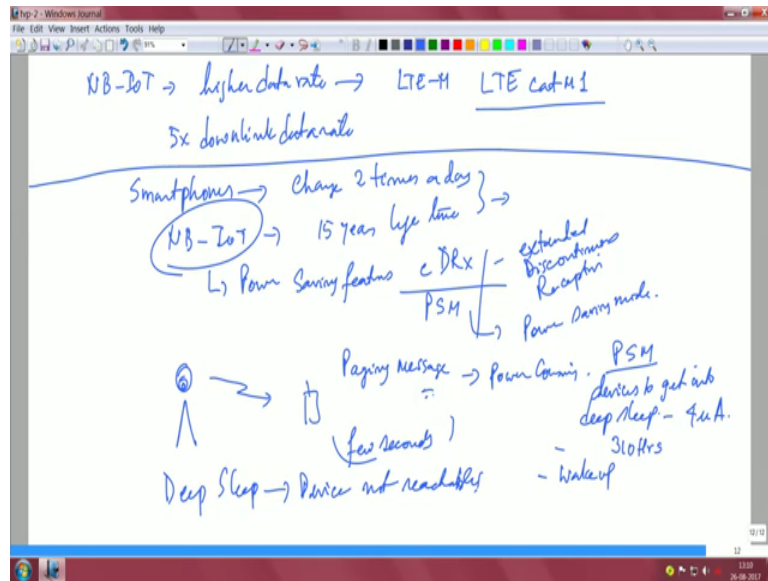 hvp-2 - Windows Journal
File Edit View Insert Actions Tools Help
91%
NB-IoT → higher data rate → LTE-M LTE cat-M1
5x downlink data rate
Smartphones → Charge 2 times a day
NB-IoT → 15 years life time
↳ Power Saving features eDRx - extended
Discontinuous
Reception
PSM → Power saving mode.
Paging message → Power Consmi.
PSM
devices to get into
deep sleep - 4uA.
(few seconds)
310 Hrs
Deep Sleep → Device not reachable
- Wakeup
12/12
12
13:10
26-08-2017